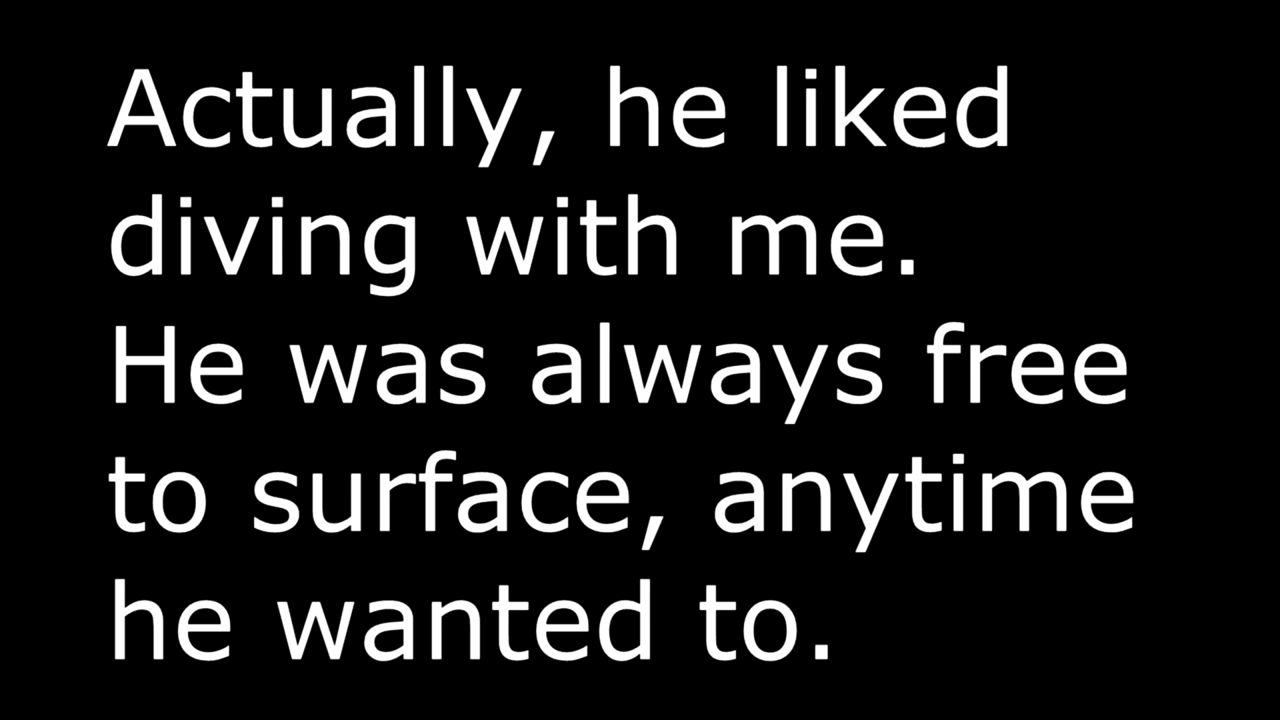 Actually, he liked
diving with me.
He was always free
to surface, anytime
he wanted to.